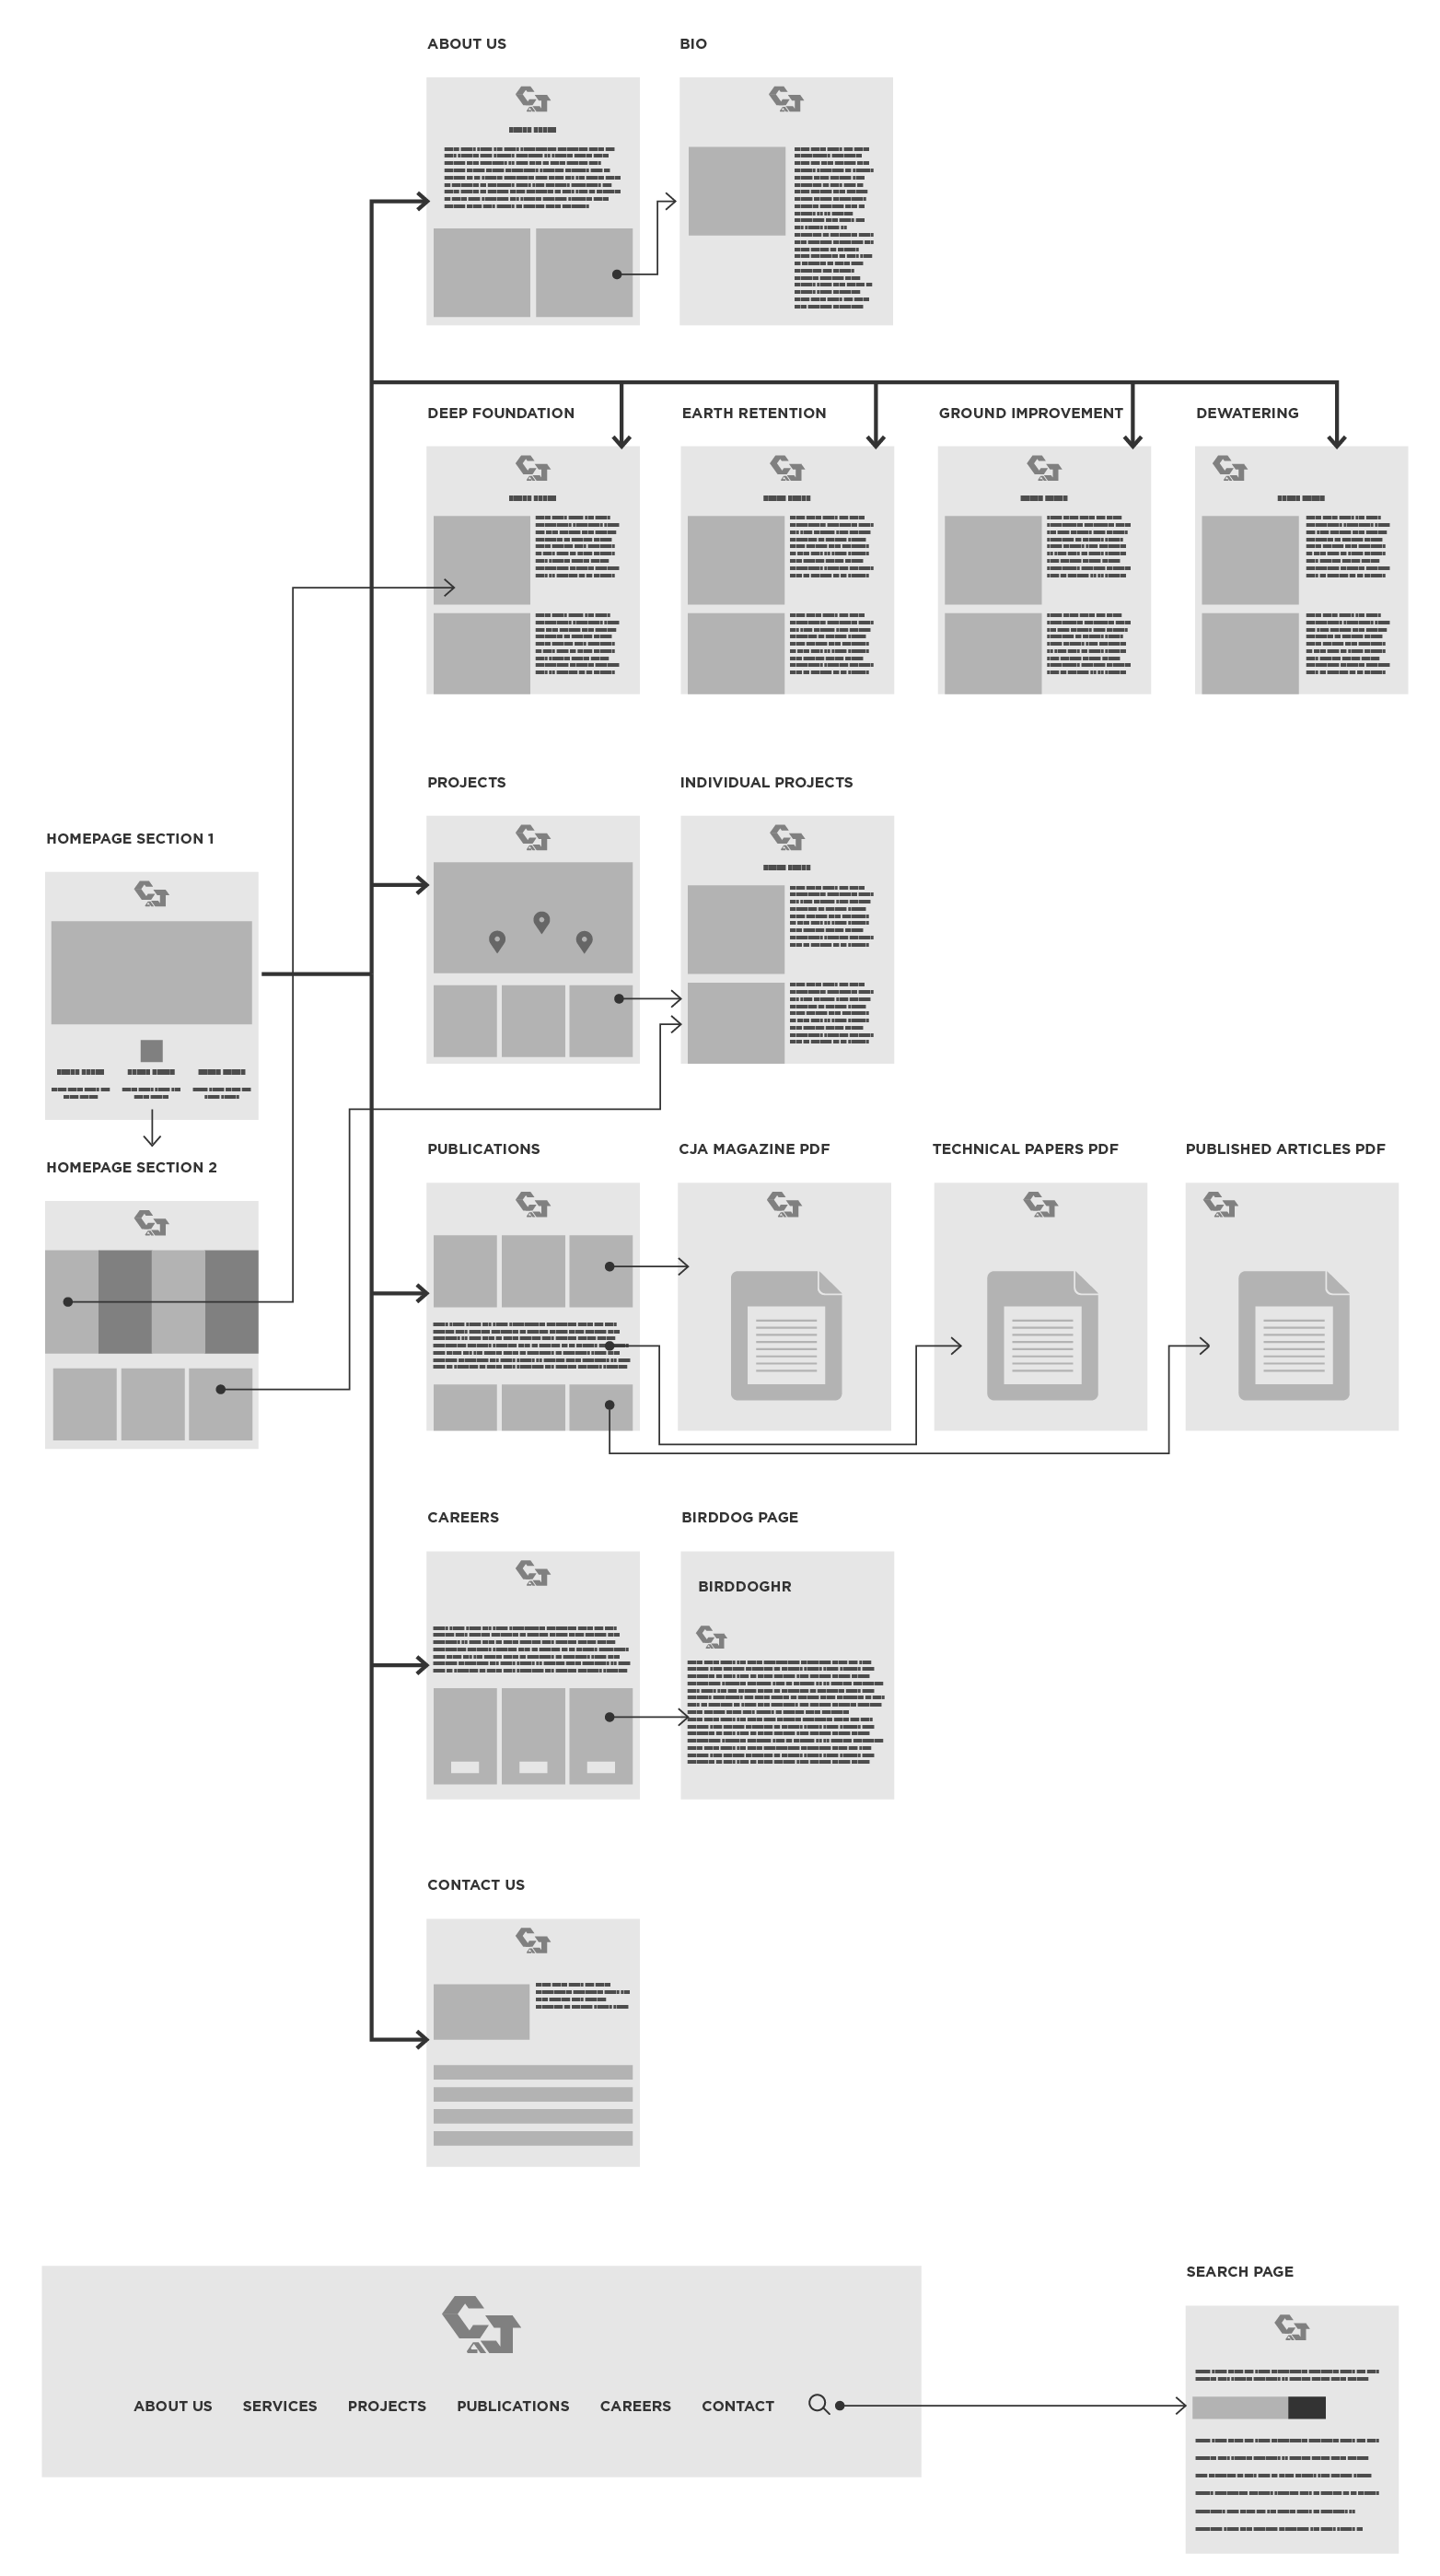 ABOUT US
BIO
DEEP FOUNDATION
EARTH RETENTION
GROUND IMPROVEMENT
DEWATERING
PROJECTS
INDIVIDUAL PROJECTS
HOMEPAGE SECTION 1
HOMEPAGE SECTION 2
PUBLICATIONS
CJA MAGAZINE PDF
TECHNICAL PAPERS PDF
PUBLISHED ARTICLES PDF
CAREERS
BIRDDOG PAGE
BIRDDOGHR
CONTACT US
SEARCH PAGE
ABOUT US SERVICES PROJECTS PUBLICATIONS CAREERS CONTACT